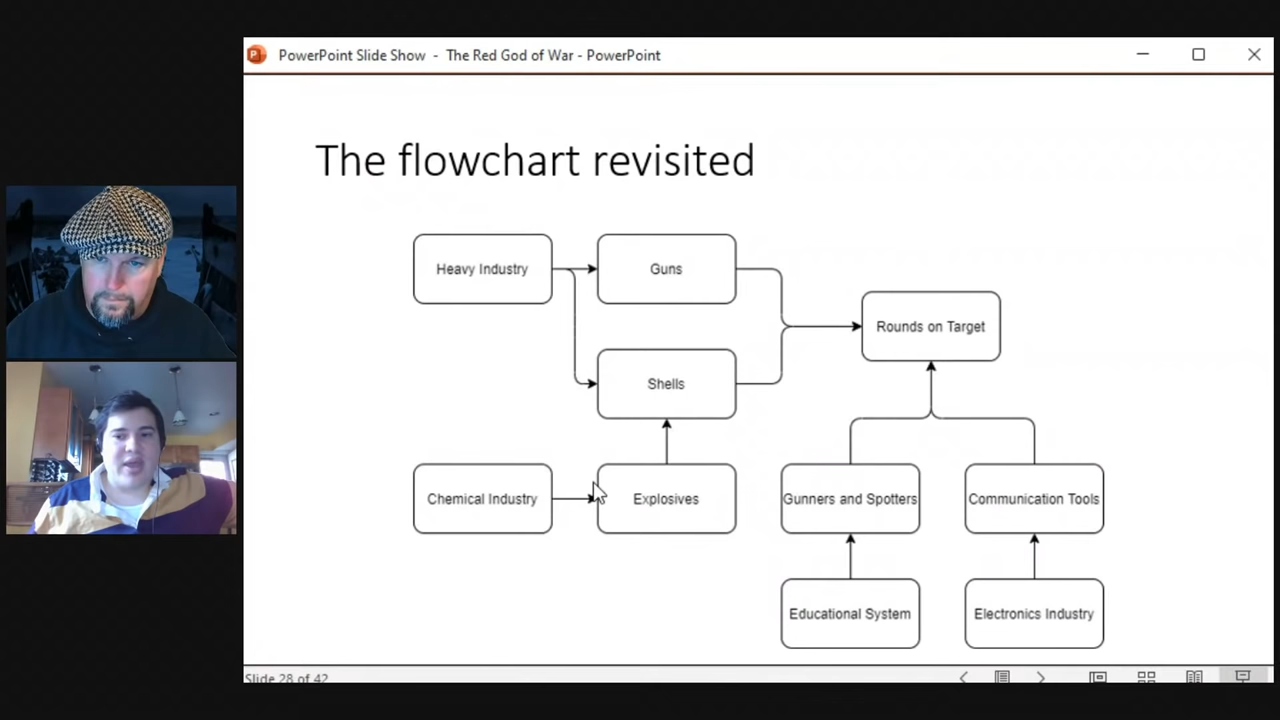 PowerPoint Slide Show - The Red God of War - PowerPoint
The flowchart revisited
Heavy Industry
Guns
Rounds on Target
Shells
Chemical Industry
Explosives
Gunners and Spotters
Communication Tools
Educational System
Electronics Industry
Slide 28 of 42